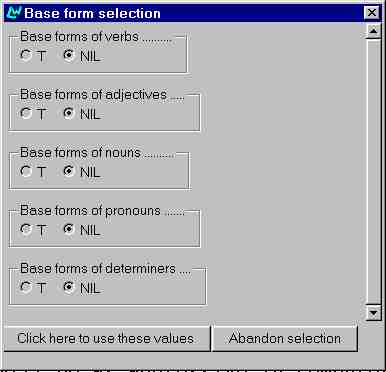 Base form selection
Base forms of verbs ..........
T NIL
Base forms of adjectives .....
T NIL
Base forms of nouns ..........
T NIL
Base forms of pronouns .......
T NIL
Base forms of determiners ....
T NIL
Click here to use these values Abandon selection